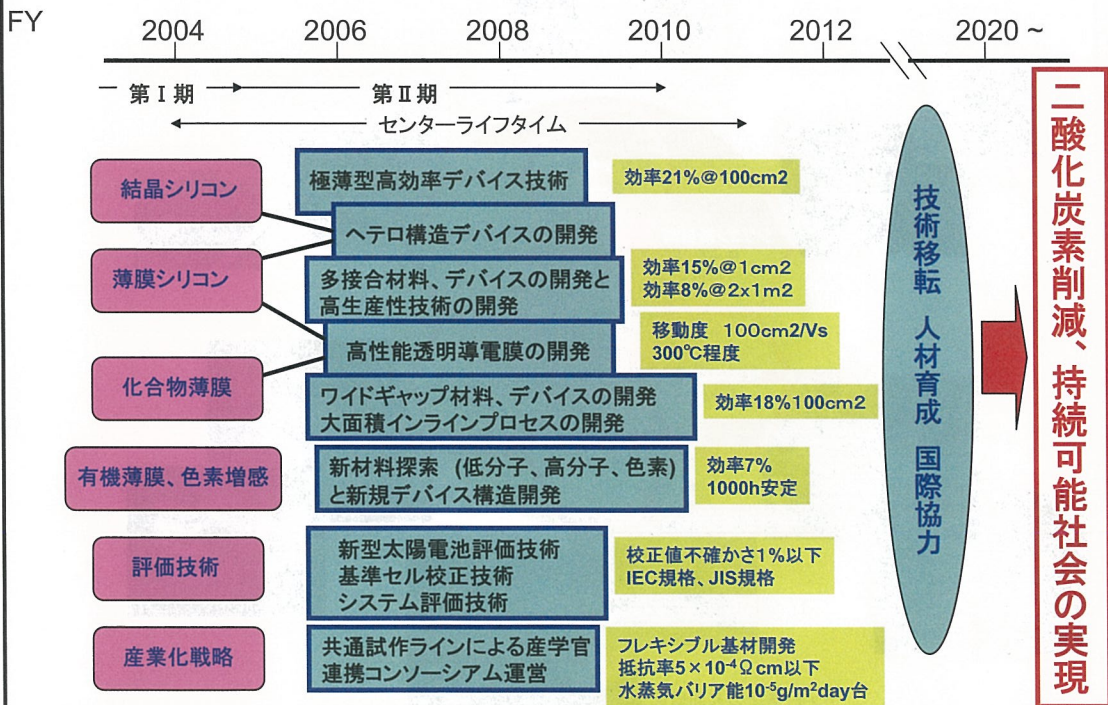 FY
2004 2006 2008 2010 2012 2020 ~
第Ⅰ期 第Ⅱ期
センターライフタイム
結晶シリコン
極薄型高効率デバイス技術
効率21%@100cm2
ヘテロ構造デバイスの開発
薄膜シリコン
多接合材料、デバイスの開発と
高生産性技術の開発
効率15%@1cm2
効率8%@2x1m2
高性能透明導電膜の開発
移動度 100cm2/Vs
300℃程度
化合物薄膜
ワイドギャップ材料、デバイスの開発
大面積インラインプロセスの開発
効率18%100cm2
有機薄膜、色素増感
新材料探索 (低分子、高分子、色素)
と新規デバイス構造開発
効率7%
1000h安定
評価技術
新型太陽電池評価技術
基準セル校正技術
システム評価技術
校正値不確かさ1%以下
IEC規格、JIS規格
産業化戦略
共通試作ラインによる産学官
連携コンソーシアム運営
フレキシブル基材開発
抵抗率5×10⁻⁴Ωcm以下
水蒸気バリア能10⁻⁵g/m²day台
技術移転 人材育成 国際協力
二酸化炭素削減、持続可能社会の実現